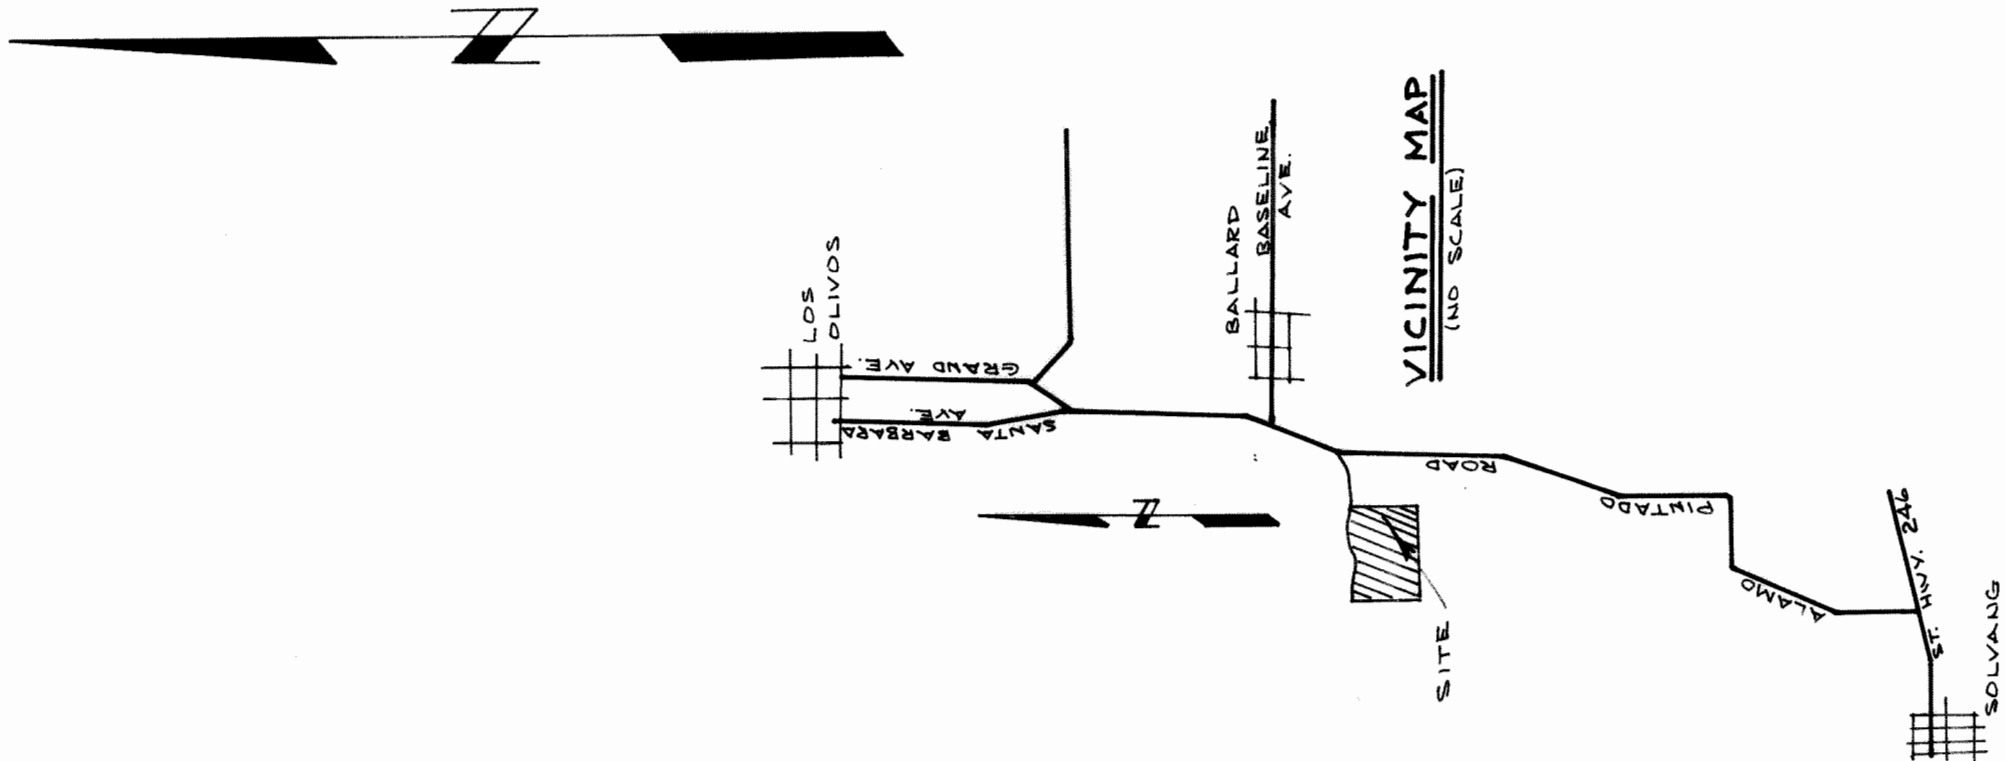 N
VICINITY MAP
(NO SCALE)
LOS
OLIVOS
GRAND AVE.
SANTA BARBARA
AVE.
BALLARD
BASELINE
AVE.
N
SITE
ALAMO PINTADO ROAD
ST. HWY. 246
SOLVANG